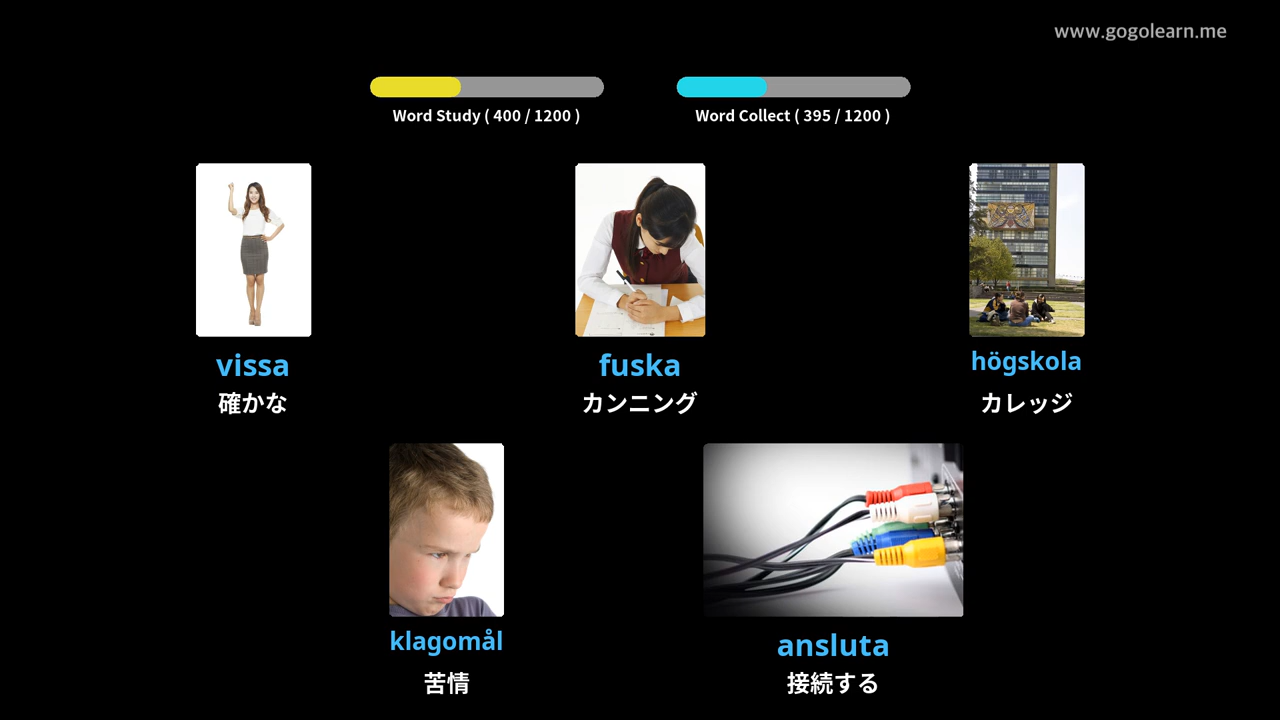 www.gogolearn.me
Word Study ( 400 / 1200 )
Word Collect ( 395 / 1200 )
vissa
確かな
fuska
カンニング
högskola
カレッジ
klagomål
苦情
ansluta
接続する